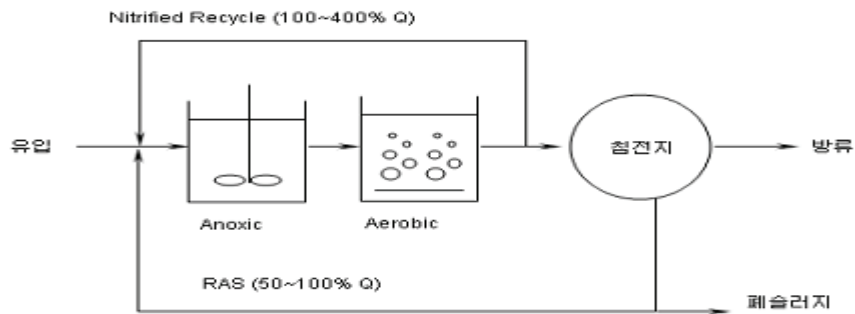 Nitrified Recycle (100~400% Q)
유입
침전지
방류
Anoxic
Aerobic
RAS (50~100% Q)
폐슬러지